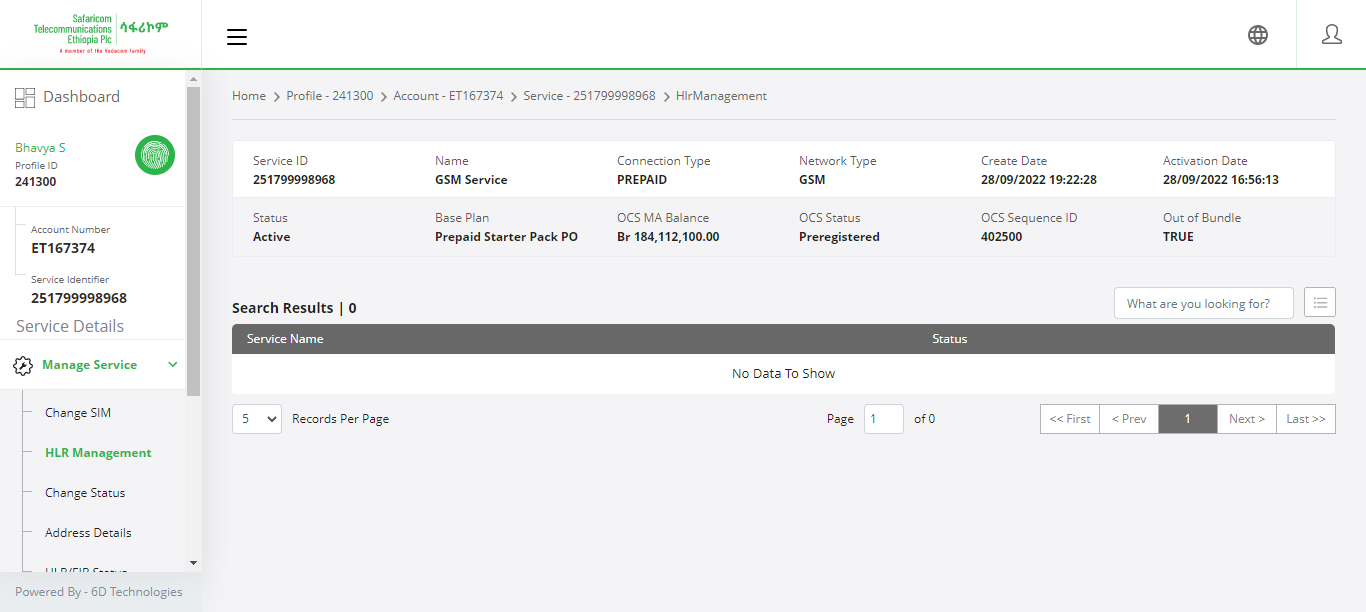 Safaricom
Telecommunications
Ethiopia Plc
ሳፋሪኮም
A member of the Vodacom family
Dashboard
Bhavya S
Profile ID
241300
Account Number
ET167374
Service Identifier
251799998968
Service Details
Manage Service
Change SIM
HLR Management
Change Status
Address Details
HLR/EIR Status
Powered By - 6D Technologies
Home > Profile - 241300 > Account - ET167374 > Service - 251799998968 > HlrManagement
Service ID Name Connection Type Network Type Create Date Activation Date
251799998968 GSM Service PREPAID GSM 28/09/2022 19:22:28 28/09/2022 16:56:13
Status Base Plan OCS MA Balance OCS Status OCS Sequence ID Out of Bundle
Active Prepaid Starter Pack PO Br 184,112,100.00 Preregistered 402500 TRUE
Search Results | 0
What are you looking for?
Service Name Status
No Data To Show
5 Records Per Page Page 1 of 0 << First < Prev 1 Next > Last >>